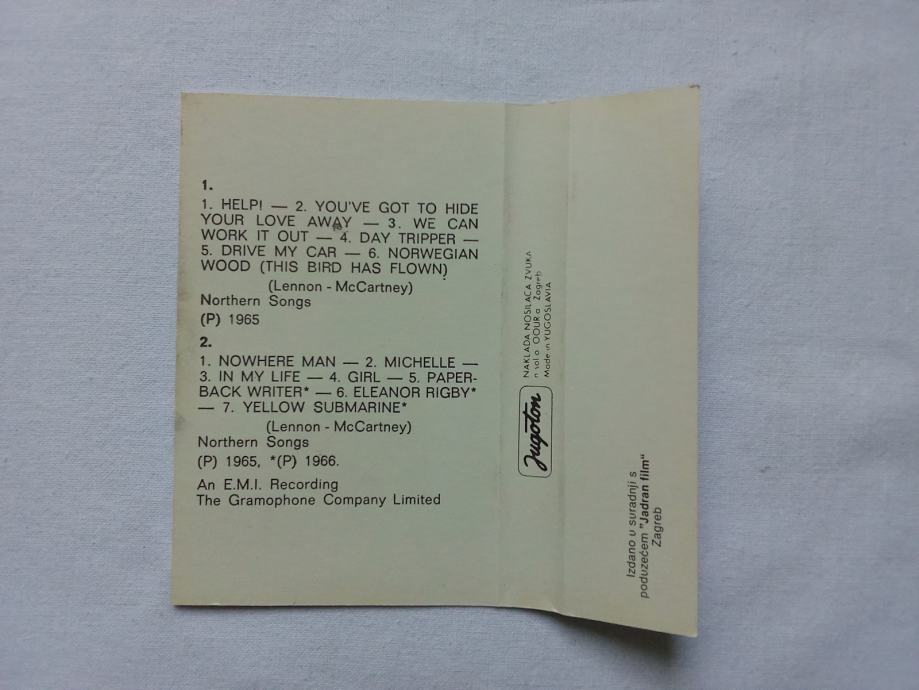 1.
1. HELP! — 2. YOU'VE GOT TO HIDE
YOUR LOVE AWAY — 3. WE CAN
WORK IT OUT — 4. DAY TRIPPER —
5. DRIVE MY CAR — 6. NORWEGIAN
WOOD (THIS BIRD HAS FLOWN)
(Lennon - McCartney)
Northern Songs
(P) 1965
2.
1. NOWHERE MAN — 2. MICHELLE —
3. IN MY LIFE — 4. GIRL — 5. PAPER-
BACK WRITER* — 6. ELEANOR RIGBY*
— 7. YELLOW SUBMARINE*
(Lennon - McCartney)
Northern Songs
(P) 1965, *(P) 1966.
An E.M.I. Recording
The Gramophone Company Limited
Jugoton
NAKLADA NOSILACA ZVUKA
n sol o OOUR a Zagreb
Made in YUGOSLAVIA
Izdano u suradnji s
poduzećem "Jadran film"
Zagreb